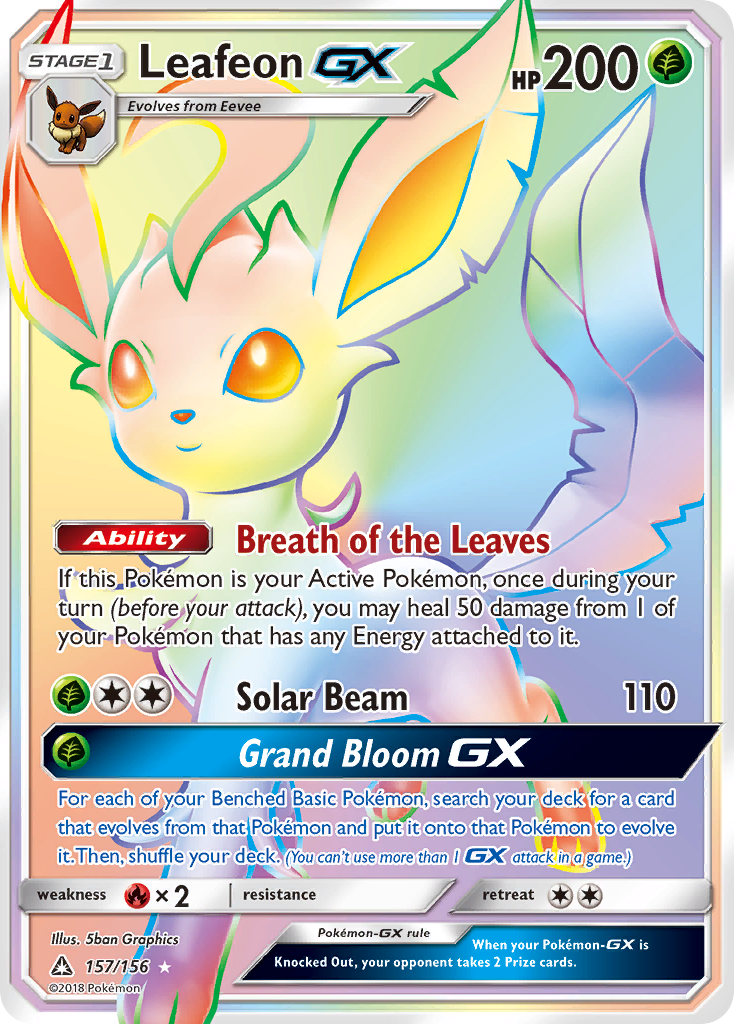 STAGE1 Leafeon GX HP200
Evolves from Eevee
Ability Breath of the Leaves
If this Pokémon is your Active Pokémon, once during your
turn (before your attack), you may heal 50 damage from 1 of
your Pokémon that has any Energy attached to it.
Solar Beam 110
Grand Bloom GX
For each of your Benched Basic Pokémon, search your deck for a card
that evolves from that Pokémon and put it onto that Pokémon to evolve
it. Then, shuffle your deck. (You can't use more than 1 GX attack in a game.)
weakness ×2 resistance retreat
Illus. 5ban Graphics
157/156
©2018 Pokémon
Pokémon-GX rule
When your Pokémon-GX is
Knocked Out, your opponent takes 2 Prize cards.